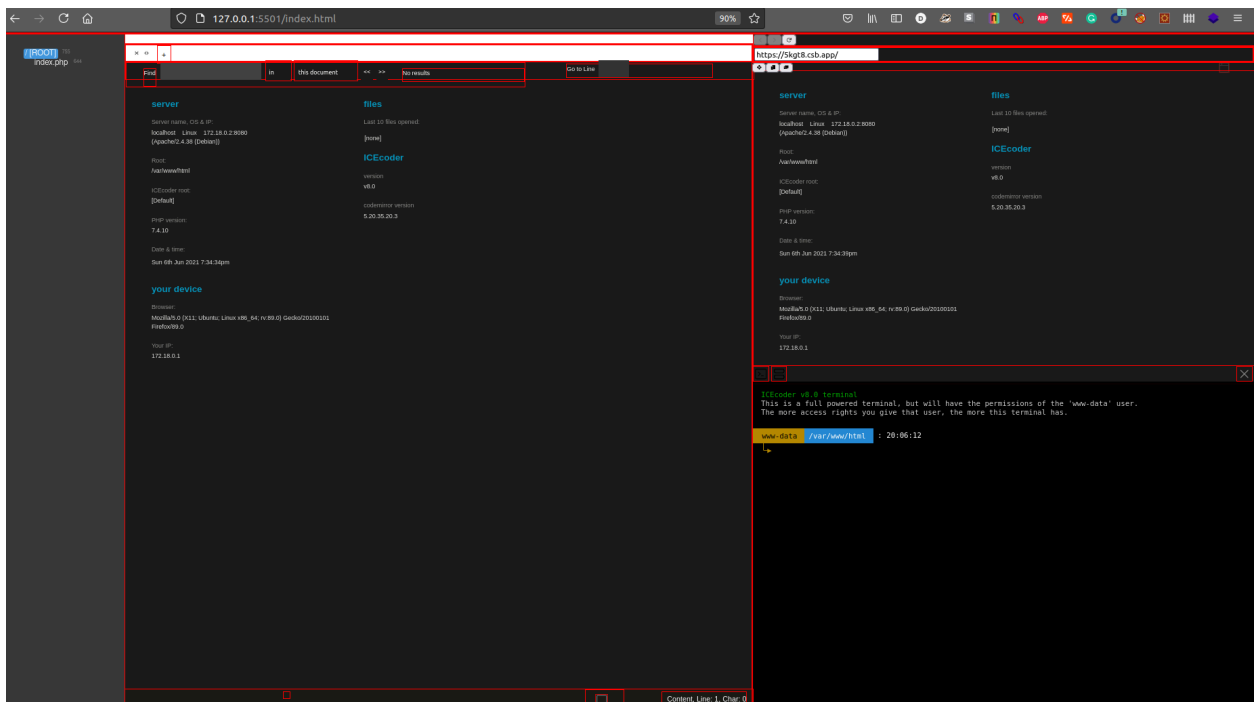 127.0.0.1:5501/index.html
90%
/ [ROOT] 755
index.php 644
https://5kgt8.csb.app/
Find in this document << >> No results Go to Line
server
Server name, OS & IP:
localhost Linux 172.18.0.2:8080
(Apache/2.4.38 (Debian))
Root:
/var/www/html
ICEcoder root:
[Default]
PHP version:
7.4.10
Date & time:
Sun 6th Jun 2021 7:34:34pm
your device
Browser:
Mozilla/5.0 (X11; Ubuntu; Linux x86_64; rv:89.0) Gecko/20100101
Firefox/89.0
Your IP:
172.18.0.1
files
Last 10 files opened:
[none]
ICEcoder
version
v8.0
codemirror version
5.20.35.20.3
Content, Line: 1, Char: 0
server
Server name, OS & IP:
localhost Linux 172.18.0.2:8080
(Apache/2.4.38 (Debian))
Root:
/var/www/html
ICEcoder root:
[Default]
PHP version:
7.4.10
Date & time:
Sun 6th Jun 2021 7:34:39pm
your device
Browser:
Mozilla/5.0 (X11; Ubuntu; Linux x86_64; rv:89.0) Gecko/20100101
Firefox/89.0
Your IP:
172.18.0.1
files
Last 10 files opened:
[none]
ICEcoder
version
v8.0
codemirror version
5.20.35.20.3
ICEcoder v8.0 terminal
This is a full powered terminal, but will have the permissions of the 'www-data' user.
The more access rights you give that user, the more this terminal has.
www-data /var/www/html : 20:06:12